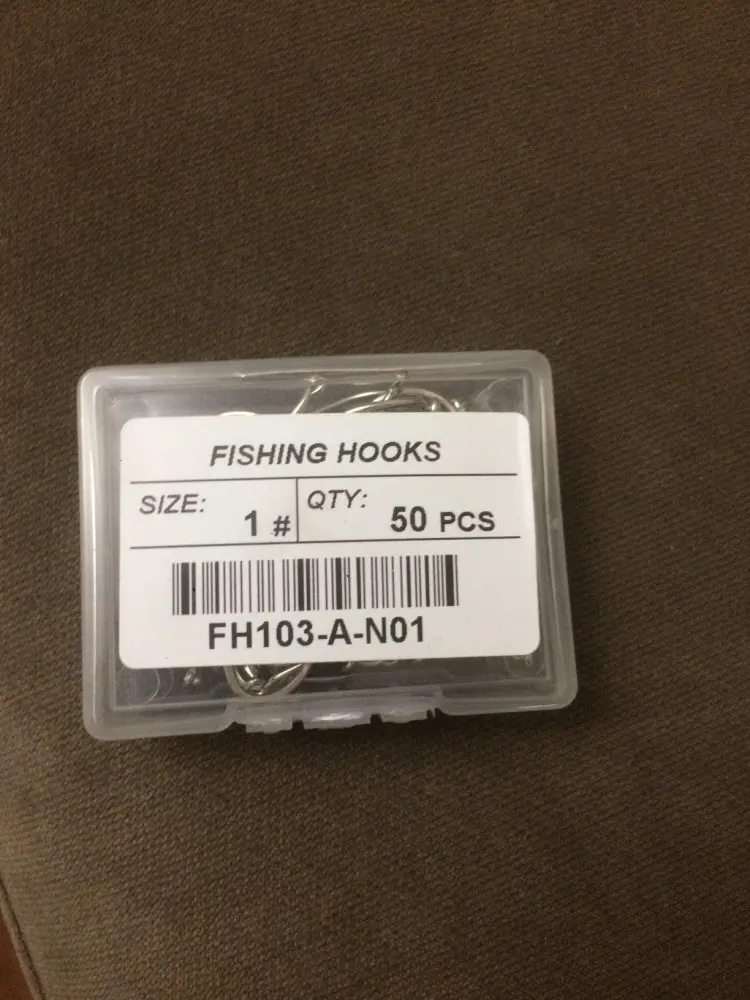 FISHING HOOKS
SIZE: 1 #
QTY: 50 PCS
FH103-A-N01